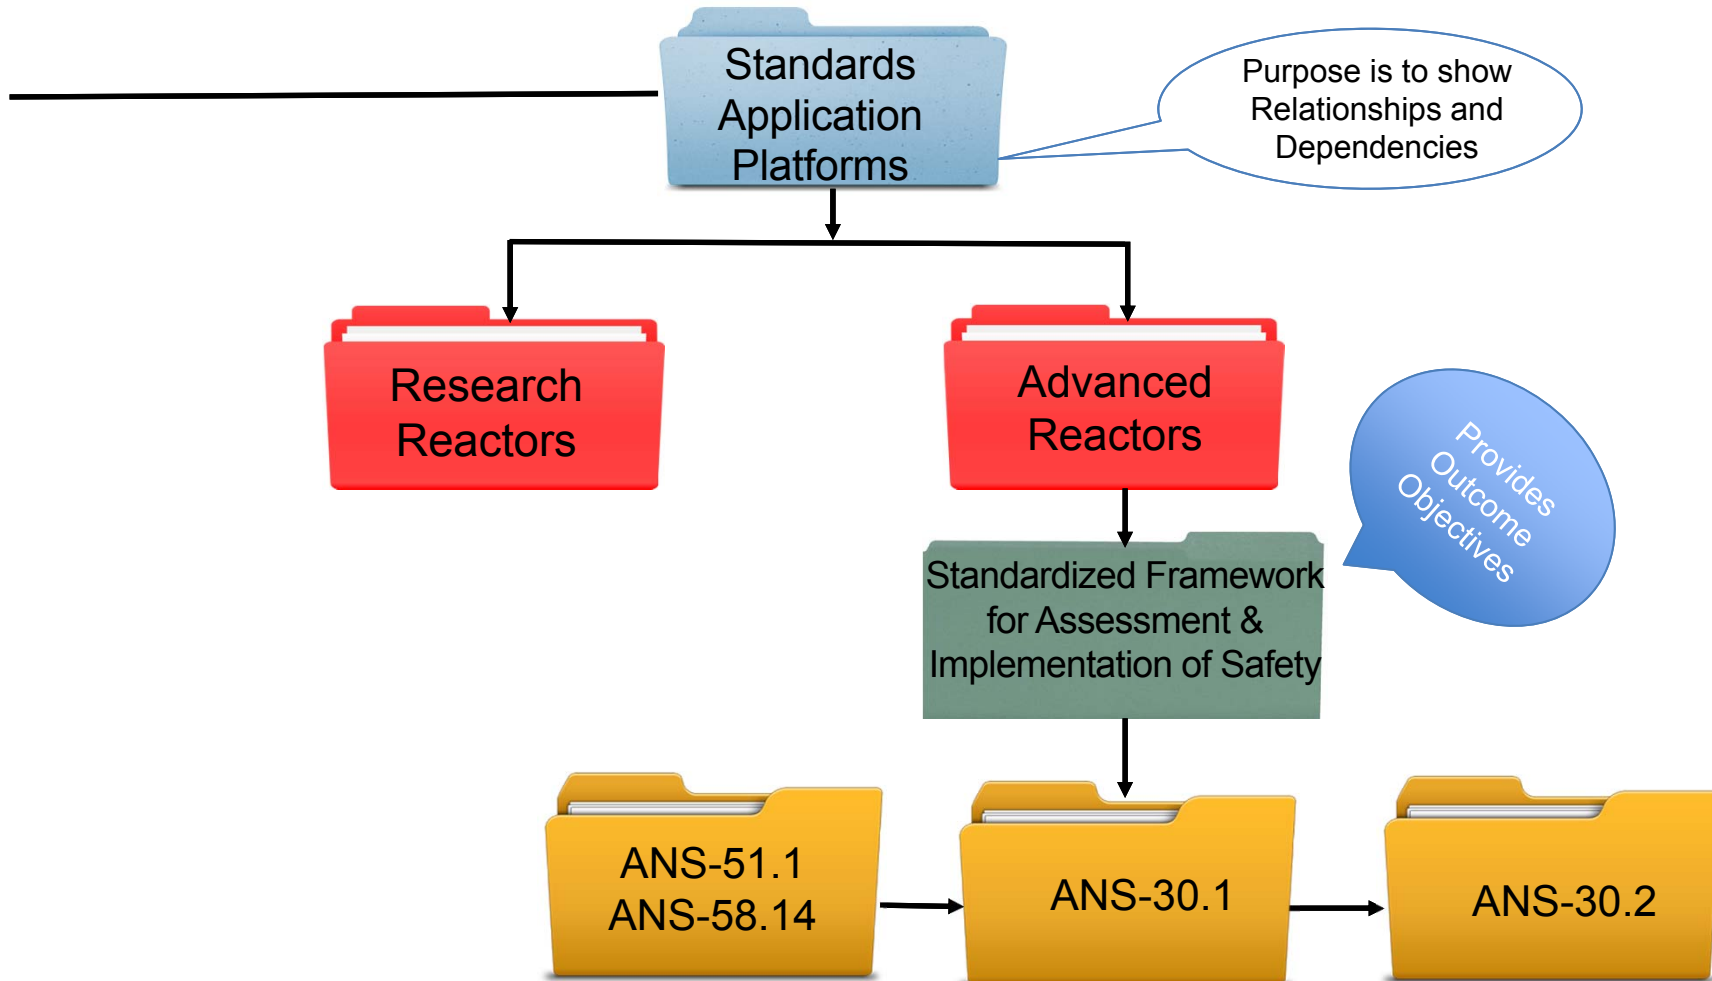 Standards
Application
Platforms
Purpose is to show
Relationships and
Dependencies
Research
Reactors
Advanced
Reactors
Provides
Outcome
Objectives
Standardized Framework
for Assessment &
Implementation of Safety
ANS-51.1
ANS-58.14
ANS-30.1
ANS-30.2